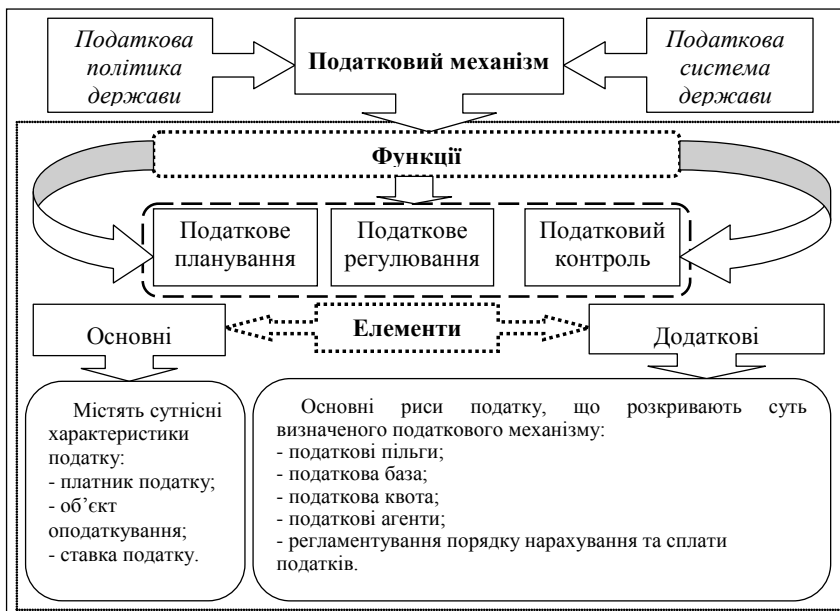 Податкова
політика
держави
Податковий механізм
Податкова
система
держави
Функції
Податкове
планування
Податкове
регулювання
Податковий
контроль
Основні
Елементи
Додаткові
Містять сутнісні
характеристики
податку:
- платник податку;
- об’єкт
оподаткування;
- ставка податку.
Основні риси податку, що розкривають суть
визначеного податкового механізму:
- податкові пільги;
- податкова база;
- податкова квота;
- податкові агенти;
- регламентування порядку нарахування та сплати
податків.